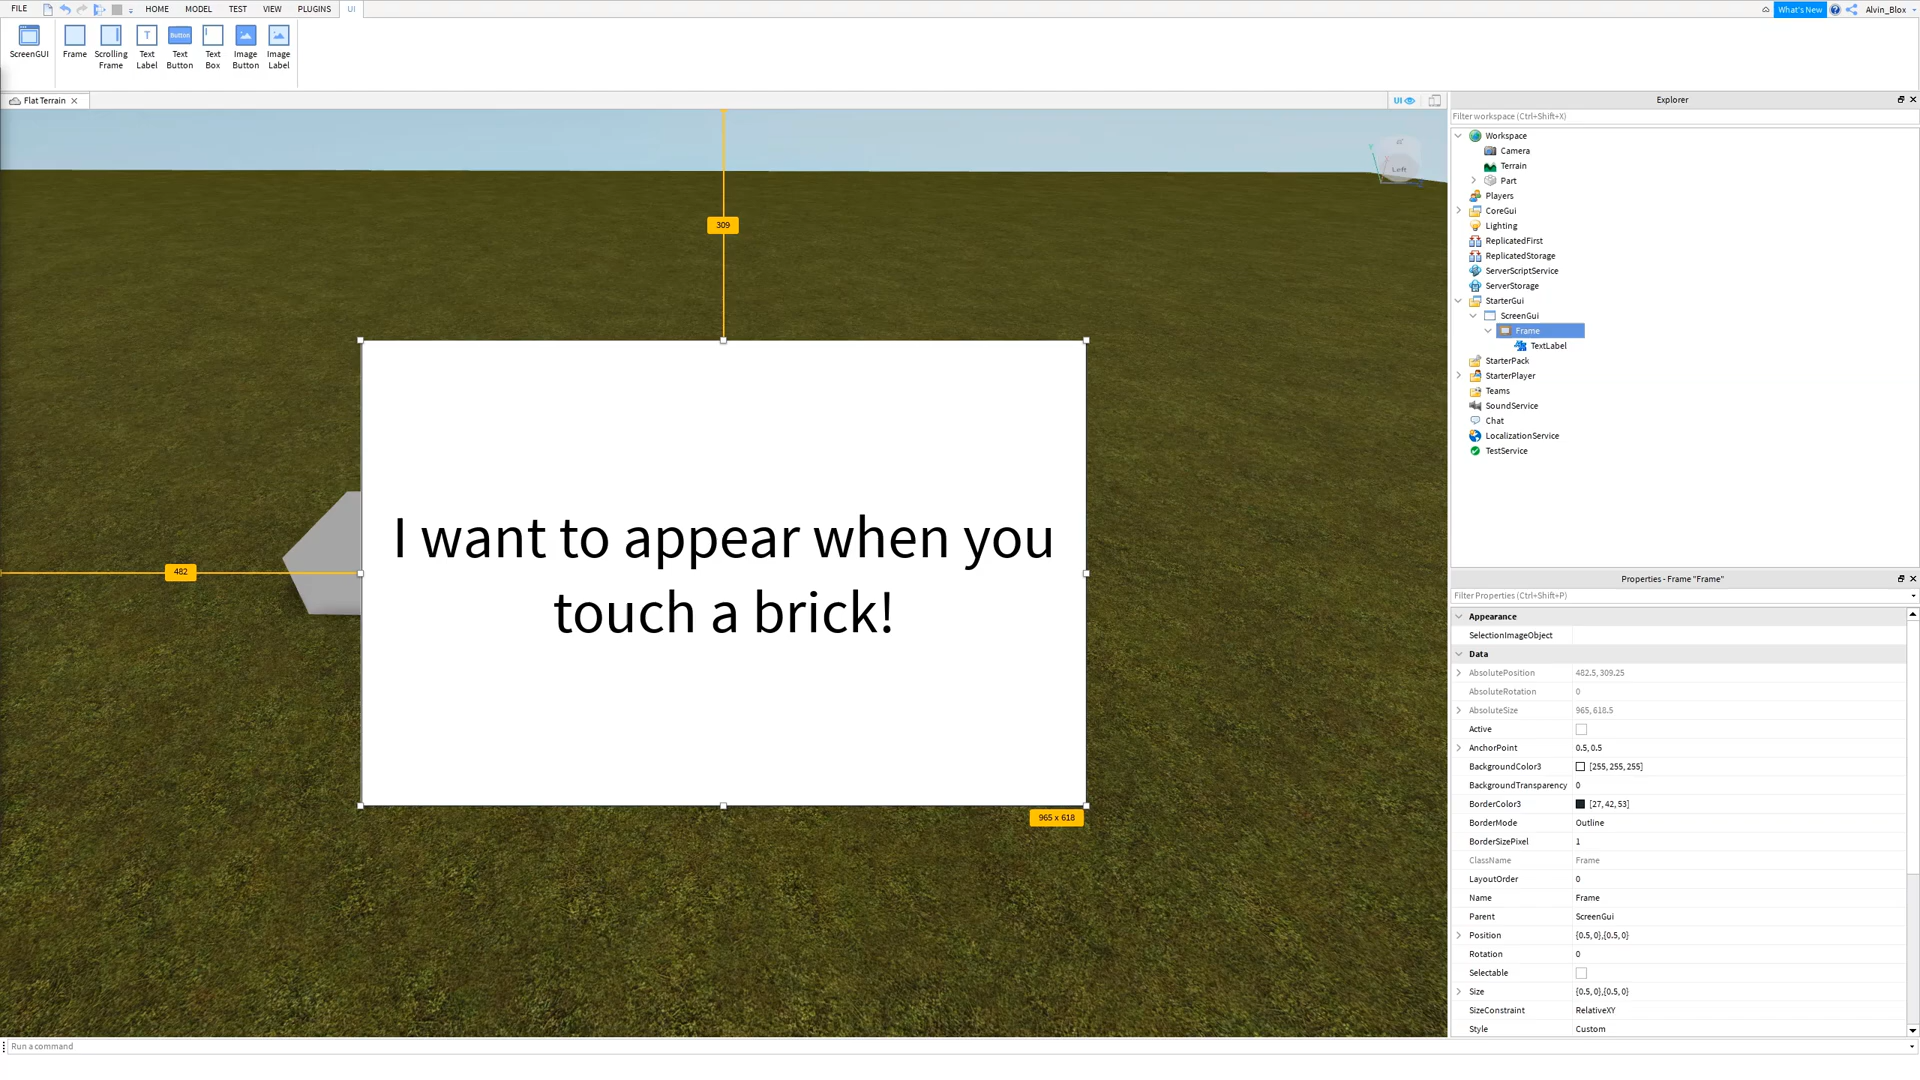 FILE HOME MODEL TEST VIEW PLUGINS UI What's New Alvin_Blox
ScreenGUI Frame Scrolling Frame Text Label Button Text Button Text Box Image Button Image Label
Flat Terrain
UI
Left
309
482
I want to appear when you
touch a brick!
965 x 618
Explorer
Filter workspace (Ctrl+Shift+X)
Workspace
Camera
Terrain
Part
Players
CoreGui
Lighting
ReplicatedFirst
ReplicatedStorage
ServerScriptService
ServerStorage
StarterGui
ScreenGui
Frame
TextLabel
StarterPack
StarterPlayer
Teams
SoundService
Chat
LocalizationService
TestService
Properties - Frame "Frame"
Filter Properties (Ctrl+Shift+P)
Appearance
SelectionImageObject
Data
AbsolutePosition 482.5, 309.25
AbsoluteRotation 0
AbsoluteSize 965, 618.5
Active
AnchorPoint 0.5, 0.5
BackgroundColor3 [255, 255, 255]
BackgroundTransparency 0
BorderColor3 [27, 42, 53]
BorderMode Outline
BorderSizePixel 1
ClassName Frame
LayoutOrder 0
Name Frame
Parent ScreenGui
Position {0.5, 0},{0.5, 0}
Rotation 0
Selectable
Size {0.5, 0},{0.5, 0}
SizeConstraint RelativeXY
Style Custom
Run a command